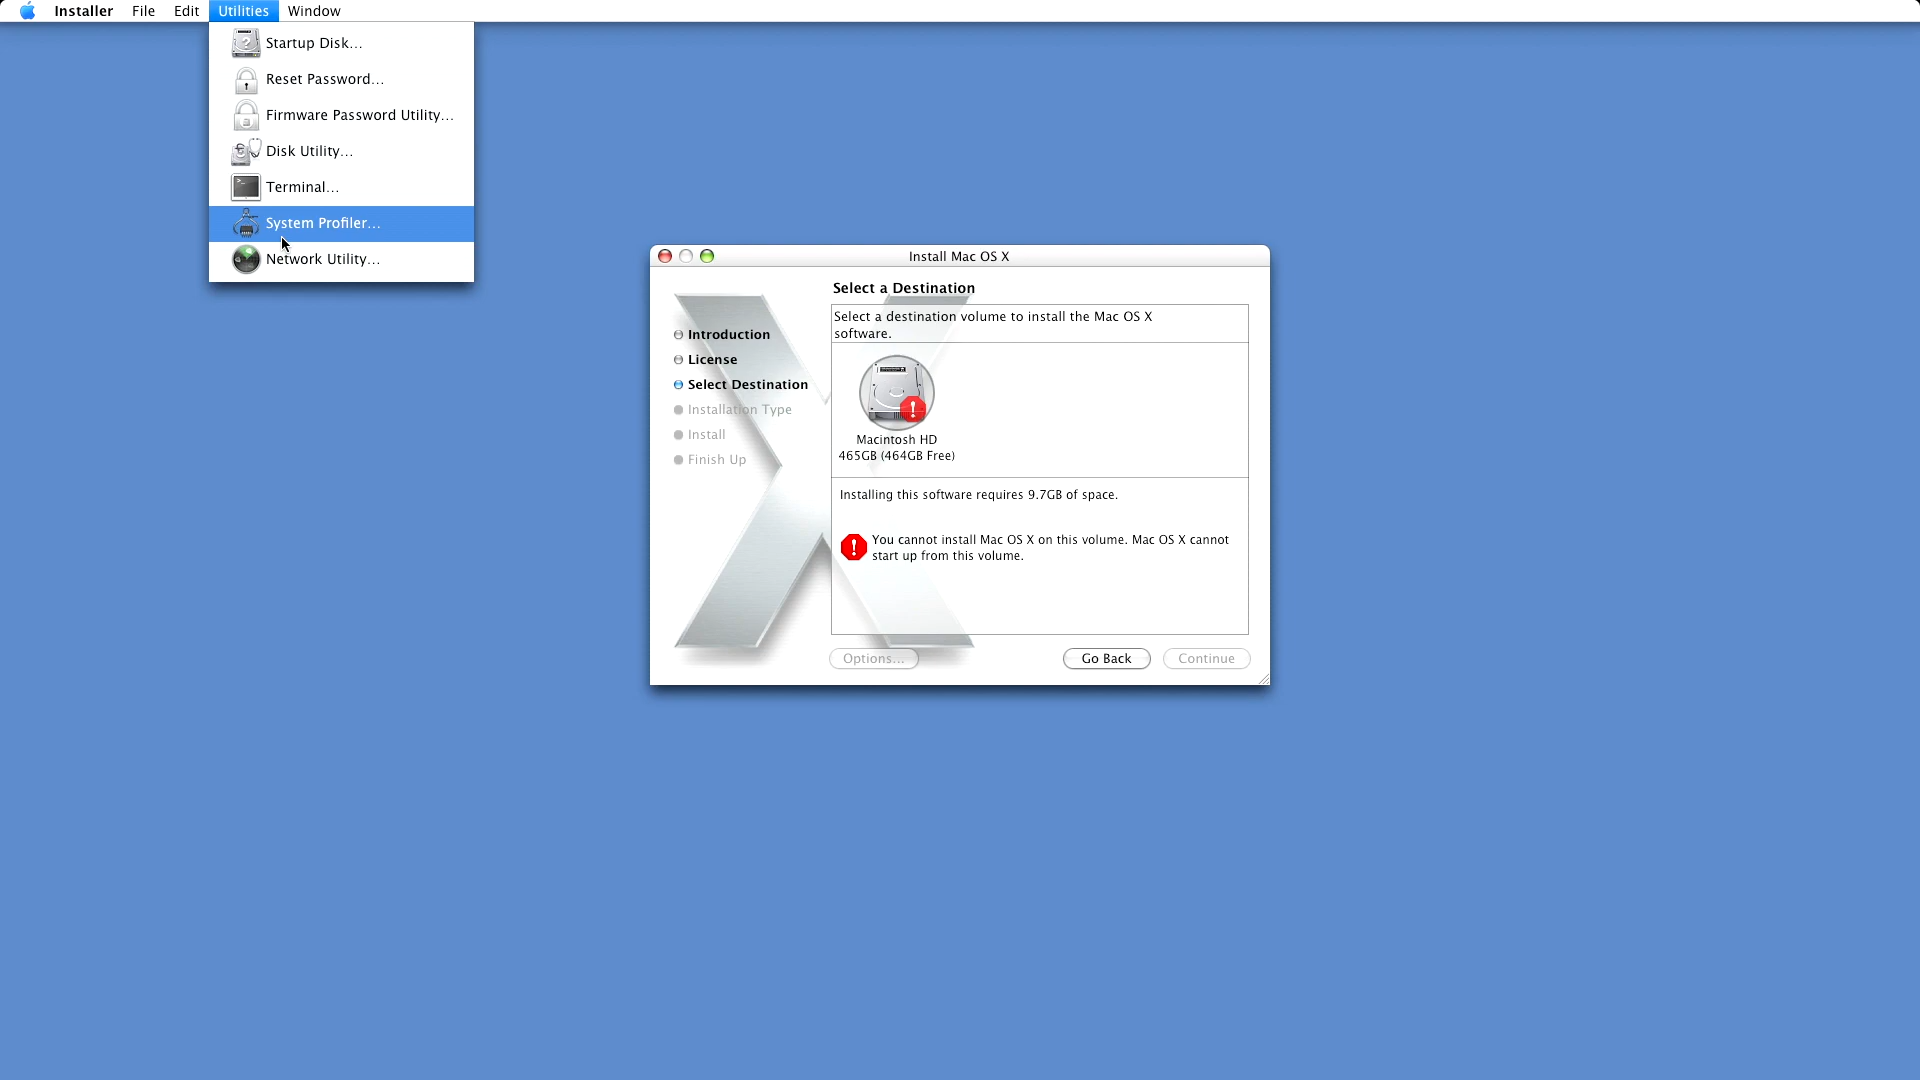 Installer File Edit Utilities Window
Startup Disk...
Reset Password...
Firmware Password Utility...
Disk Utility...
Terminal...
System Profiler...
Network Utility...
Install Mac OS X
Select a Destination
Introduction
License
Select Destination
Installation Type
Install
Finish Up
Select a destination volume to install the Mac OS X
software.
Macintosh HD
465GB (464GB Free)
Installing this software requires 9.7GB of space.
You cannot install Mac OS X on this volume. Mac OS X cannot
start up from this volume.
Options... Go Back Continue